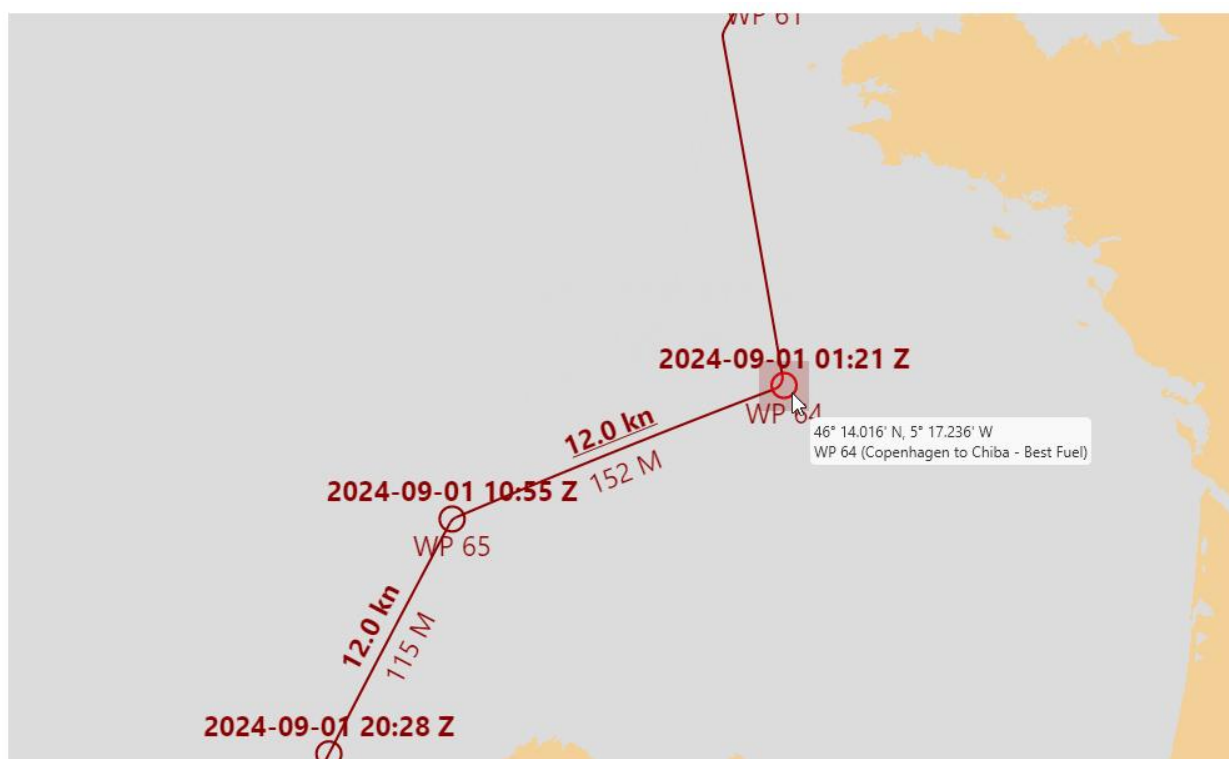 WP 61
2024-09-01 01:21 Z
WP 64
46° 14.016' N, 5° 17.236' W
WP 64 (Copenhagen to Chiba - Best Fuel)
12.0 kn
152 M
2024-09-01 10:55 Z
WP 65
12.0 kn
115 M
2024-09-01 20:28 Z